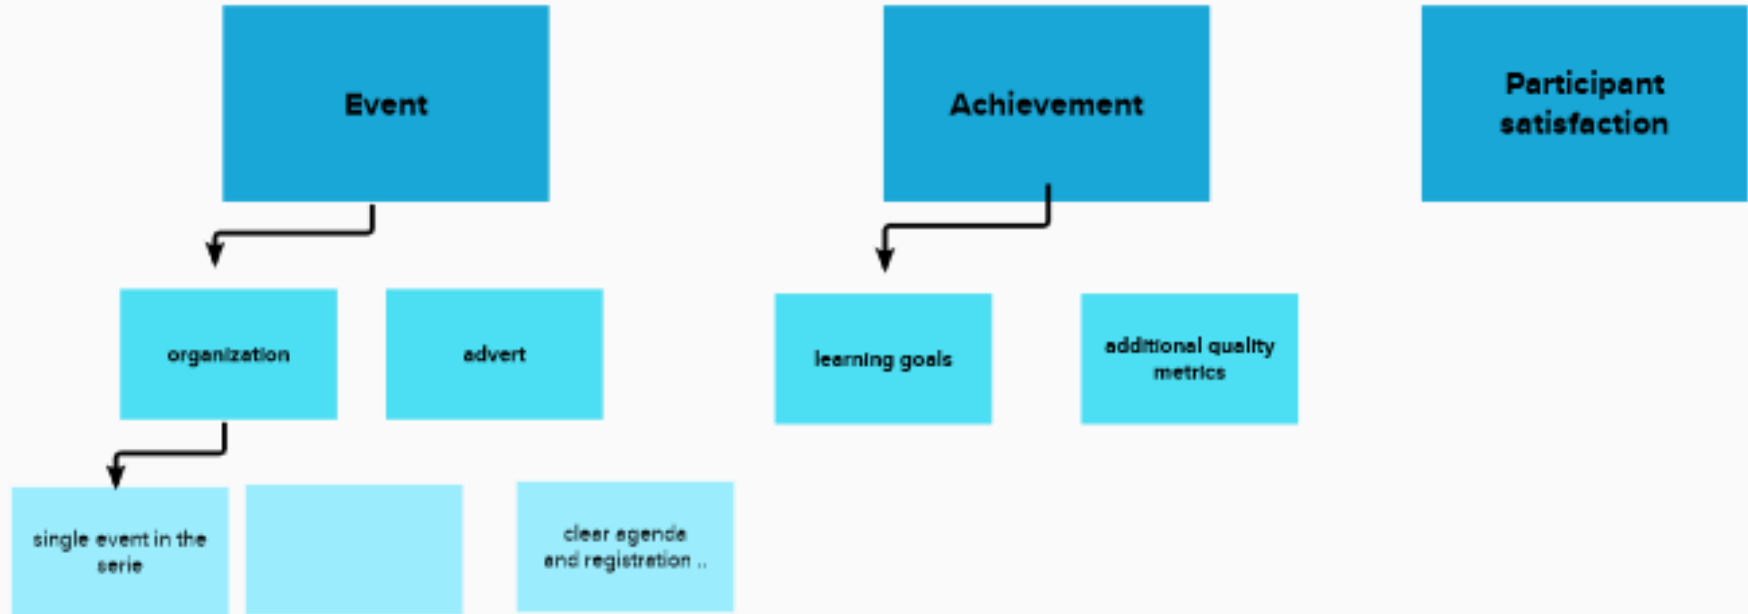 Event
Achievement
Participant
satisfaction
organization
advert
learning goals
additional quality
metrics
single event in the
serie
clear agenda
and registration ..